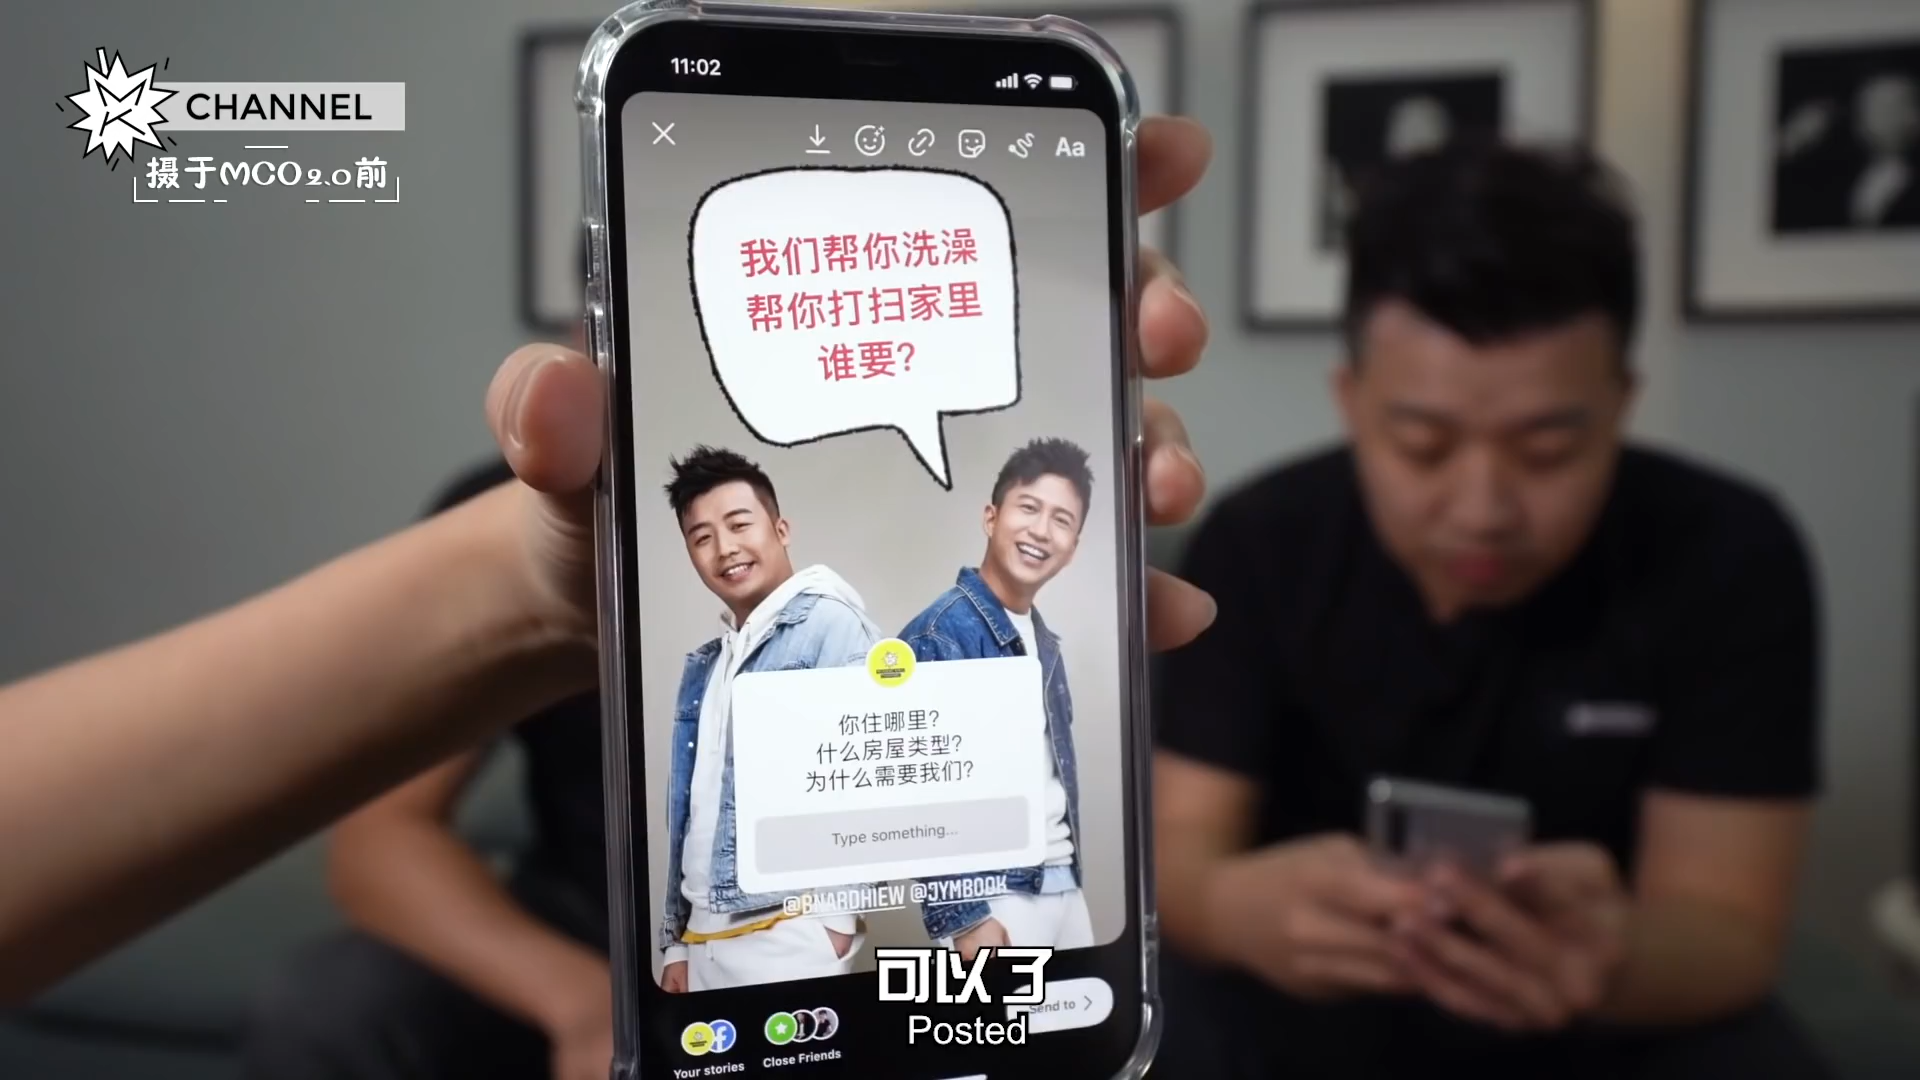 CHANNEL
摄于MCO2.0前
11:02
Aa
我们帮你洗澡
帮你打扫家里
谁要?
你住哪里?
什么房屋类型?
为什么需要我们?
Type something...
@BNARDHIEW @JYMBOOK
可以了
Send to
Posted
Your stories
Close Friends